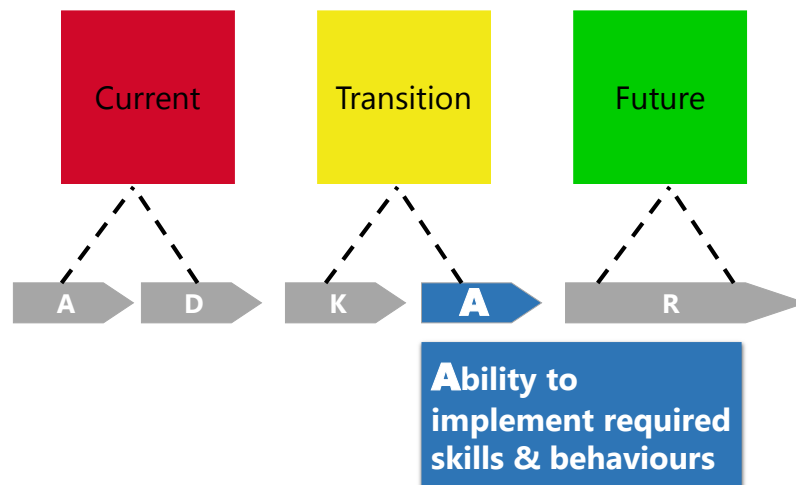 Current
Transition
Future
A
D
K
A
R
Ability to
implement required
skills & behaviours